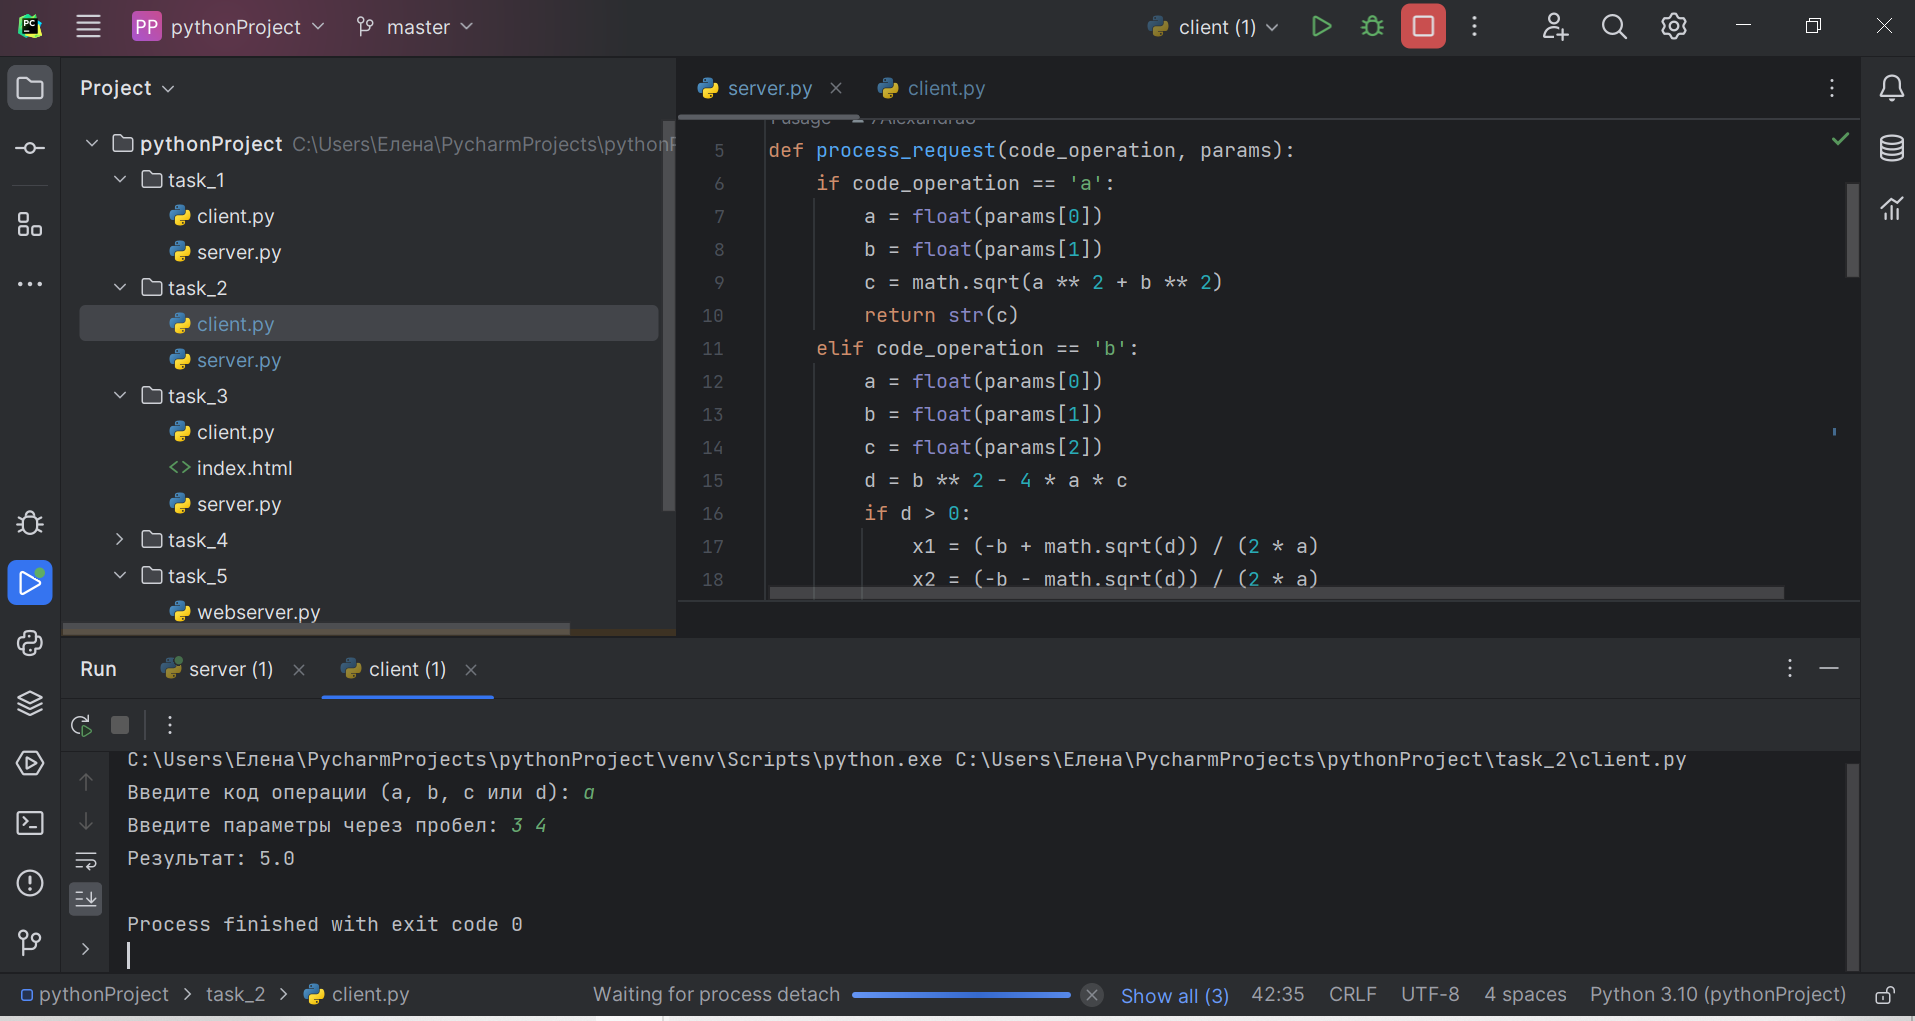 PP pythonProject master client (1)
Project
server.py client.py
pythonProject C:\Users\Елена\PycharmProjects\pythonP
task_1
client.py
server.py
task_2
client.py
server.py
task_3
client.py
index.html
server.py
task_4
task_5
webserver.py
1 usage /Alexandra6
5 def process_request(code_operation, params):
6 if code_operation == 'a':
7 a = float(params[0])
8 b = float(params[1])
9 c = math.sqrt(a ** 2 + b ** 2)
10 return str(c)
11 elif code_operation == 'b':
12 a = float(params[0])
13 b = float(params[1])
14 c = float(params[2])
15 d = b ** 2 - 4 * a * c
16 if d > 0:
17 x1 = (-b + math.sqrt(d)) / (2 * a)
18 x2 = (-b - math.sqrt(d)) / (2 * a)
Run server (1) client (1)
C:\Users\Елена\PycharmProjects\pythonProject\venv\Scripts\python.exe C:\Users\Елена\PycharmProjects\pythonProject\task_2\client.py
Введите код операции (a, b, c или d): a
Введите параметры через пробел: 3 4
Результат: 5.0
Process finished with exit code 0
pythonProject > task_2 > client.py Waiting for process detach Show all (3) 42:35 CRLF UTF-8 4 spaces Python 3.10 (pythonProject)